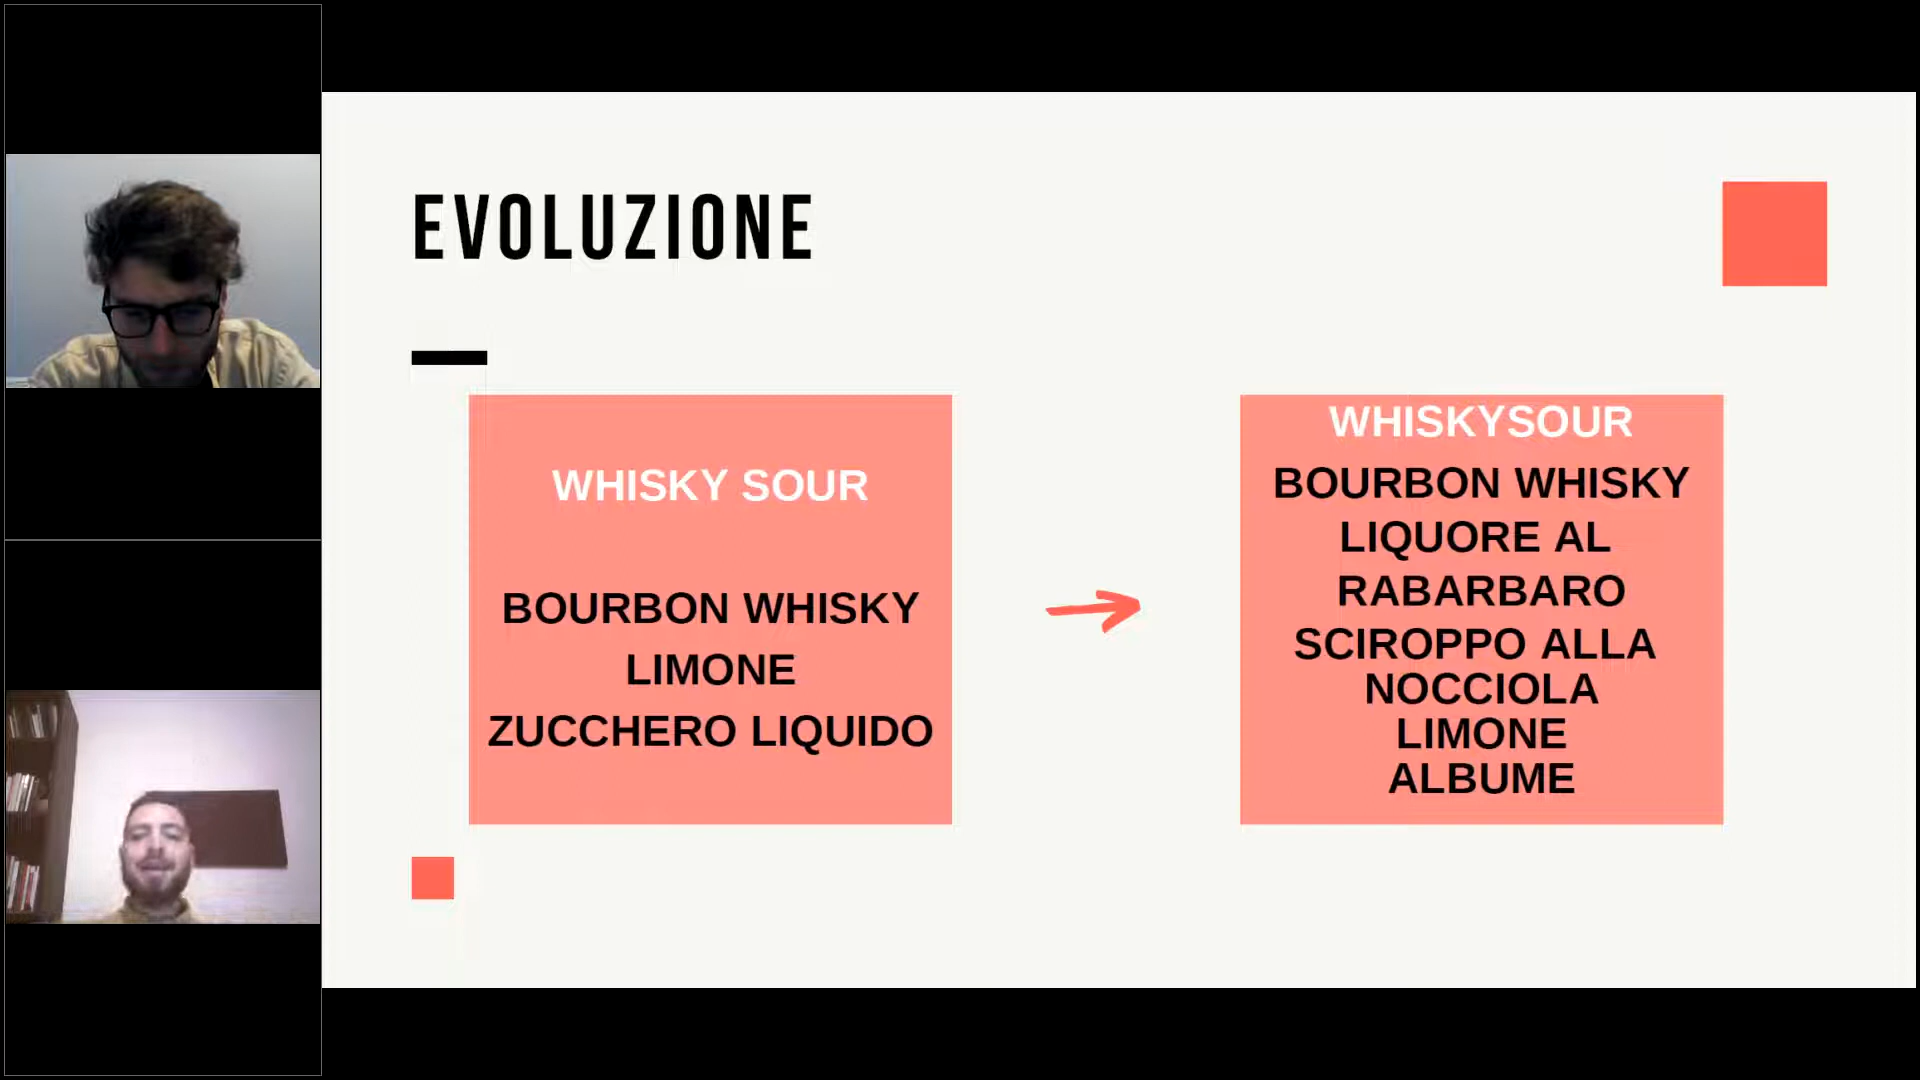 EVOLUZIONE
WHISKY SOUR
BOURBON WHISKY
LIMONE
ZUCCHERO LIQUIDO
WHISKYSOUR
BOURBON WHISKY
LIQUORE AL
RABARBARO
SCIROPPO ALLA
NOCCIOLA
LIMONE
ALBUME